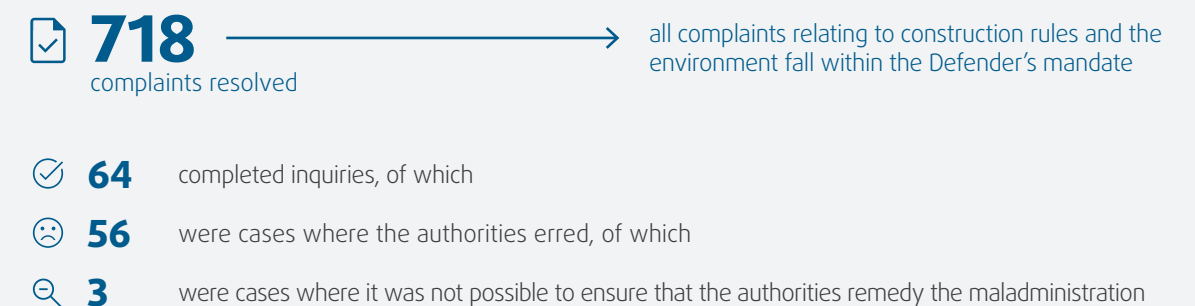 718
complaints resolved
all complaints relating to construction rules and the
environment fall within the Defender's mandate
64 completed inquiries, of which
56 were cases where the authorities erred, of which
3 were cases where it was not possible to ensure that the authorities remedy the maladministration